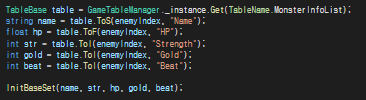 TableBase table = GameTableManager._instance.Get(TableName.MonsterInfoList);
string name = table.ToS(enemyIndex, "Name");
float hp = table.ToF(enemyIndex, "HP");
int str = table.ToI(enemyIndex, "Strength");
int gold = table.ToI(enemyIndex, "Gold");
int beat = table.ToI(enemyIndex, "Beat");
InitBaseSet(name, str, hp, gold, beat);